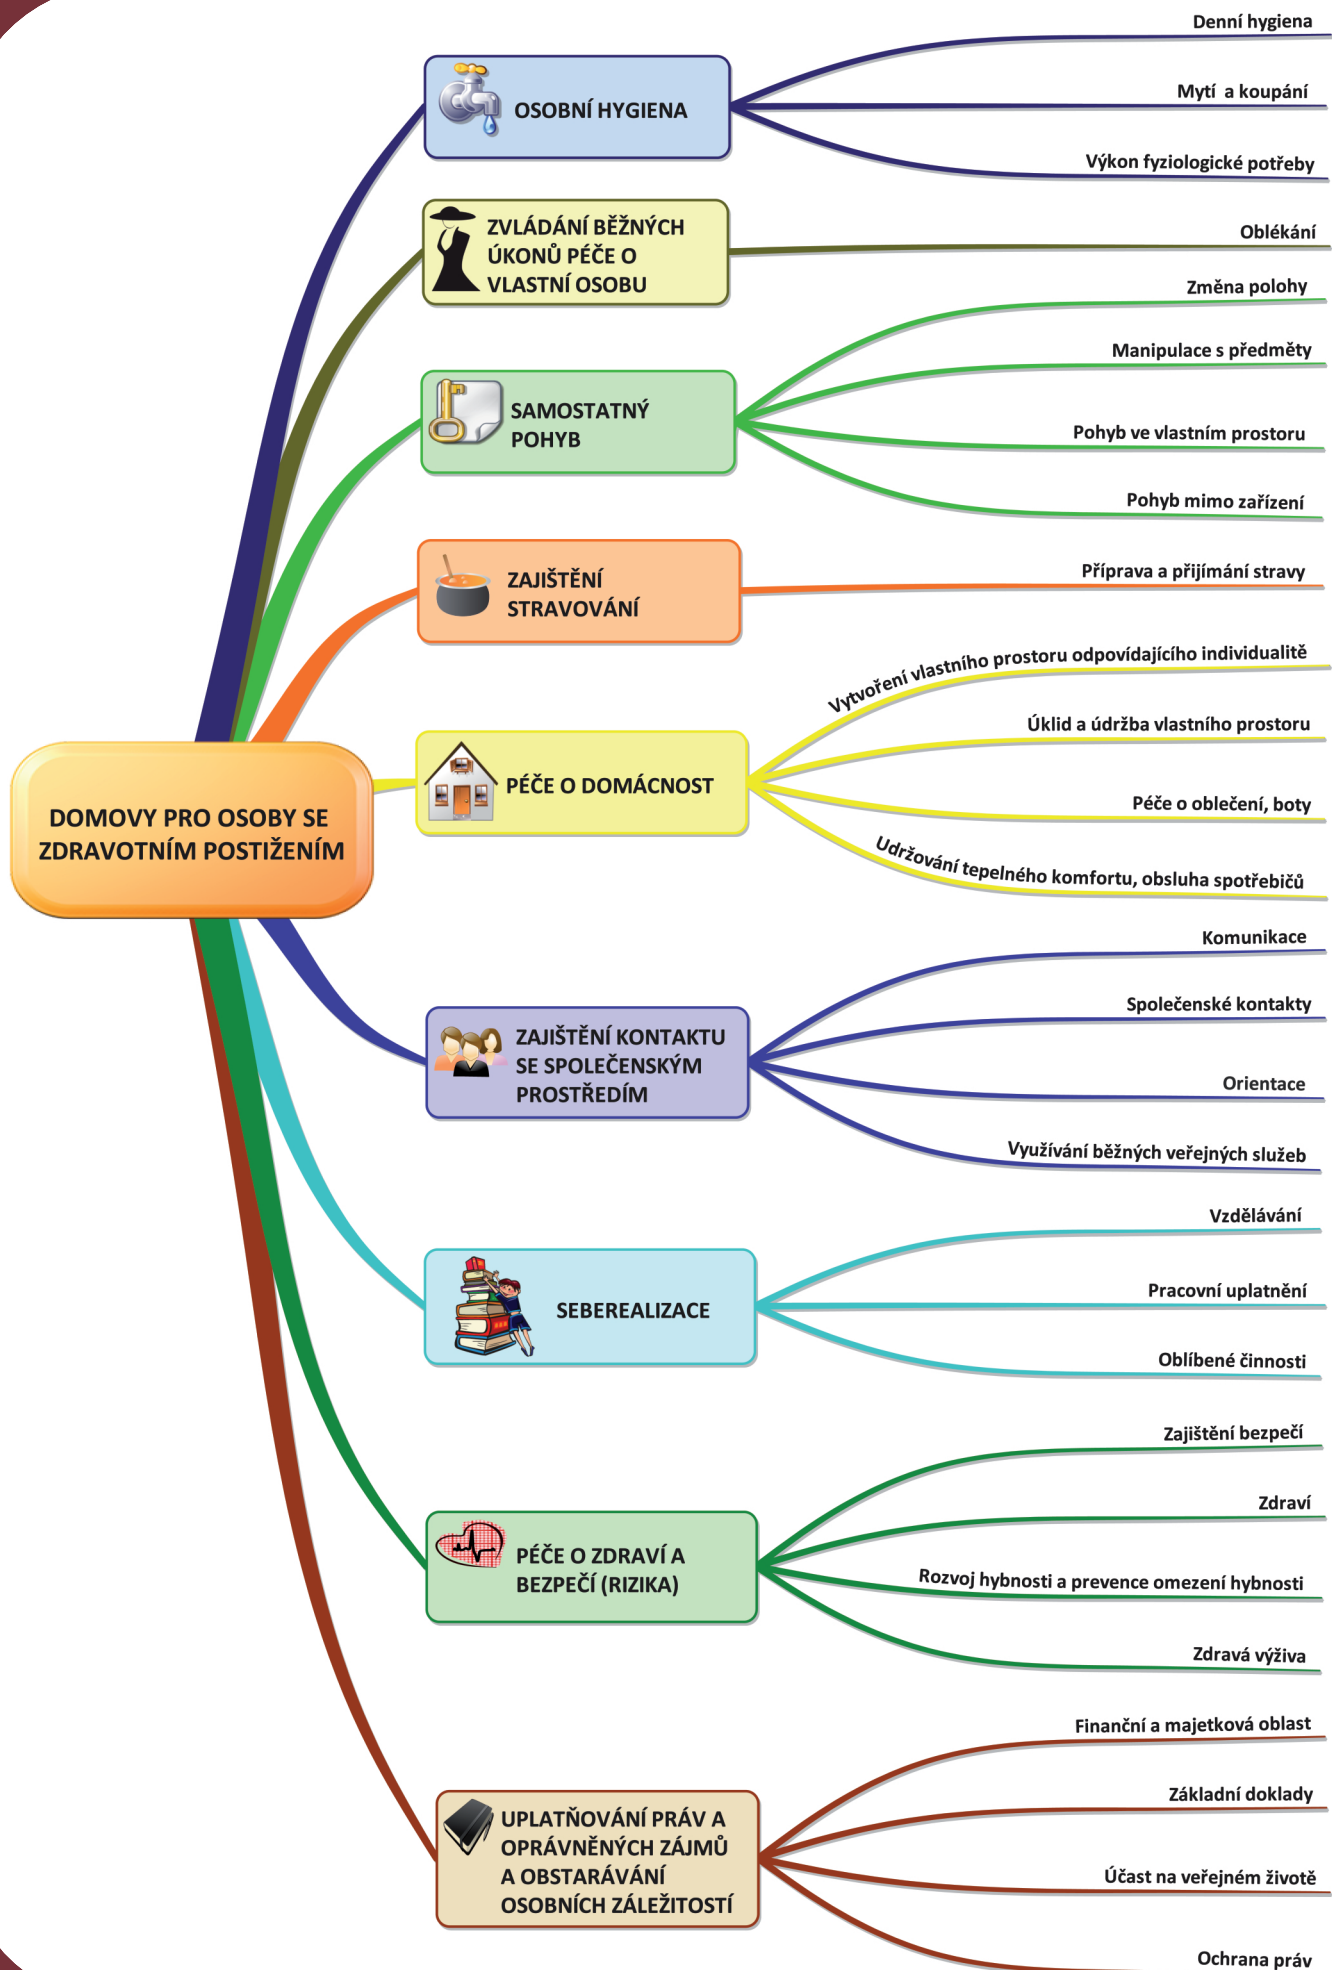 Denní hygiena
OSOBNÍ HYGIENA
Mytí a koupání
Výkon fyziologické potřeby
ZVLÁDÁNÍ BĚŽNÝCH
ÚKONŮ PÉČE O
VLASTNÍ OSOBU
Oblékání
Změna polohy
Manipulace s předměty
SAMOSTATNÝ
POHYB
Pohyb ve vlastním prostoru
Pohyb mimo zařízení
ZAJIŠTĚNÍ
STRAVOVÁNÍ
Příprava a přijímání stravy
Vytvoření vlastního prostoru odpovídajícího individualitě
Úklid a údržba vlastního prostoru
PÉČE O DOMÁCNOST
Péče o oblečení, boty
Udržování tepelného komfortu, obsluha spotřebičů
DOMOVY PRO OSOBY SE
ZDRAVOTNÍM POSTIŽENÍM
Komunikace
Společenské kontakty
ZAJIŠTĚNÍ KONTAKTU
SE SPOLEČENSKÝM
PROSTŘEDÍM
Orientace
Využívání běžných veřejných služeb
Vzdělávání
SEBEREALIZACE
Pracovní uplatnění
Oblíbené činnosti
Zajištění bezpečí
Zdraví
PÉČE O ZDRAVÍ A
BEZPEČÍ (RIZIKA)
Rozvoj hybnosti a prevence omezení hybnosti
Zdravá výživa
Finanční a majetková oblast
Základní doklady
UPLATŇOVÁNÍ PRÁV A
OPRÁVNĚNÝCH ZÁJMŮ
A OBSTARÁVÁNÍ
OSOBNÍCH ZÁLEŽITOSTÍ
Účast na veřejném životě
Ochrana práv